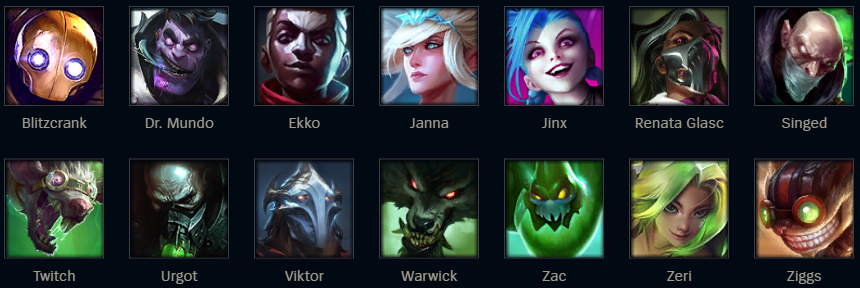 Blitzcrank Dr. Mundo Ekko Janna Jinx Renata Glasc Singed
Twitch Urgot Viktor Warwick Zac Zeri Ziggs